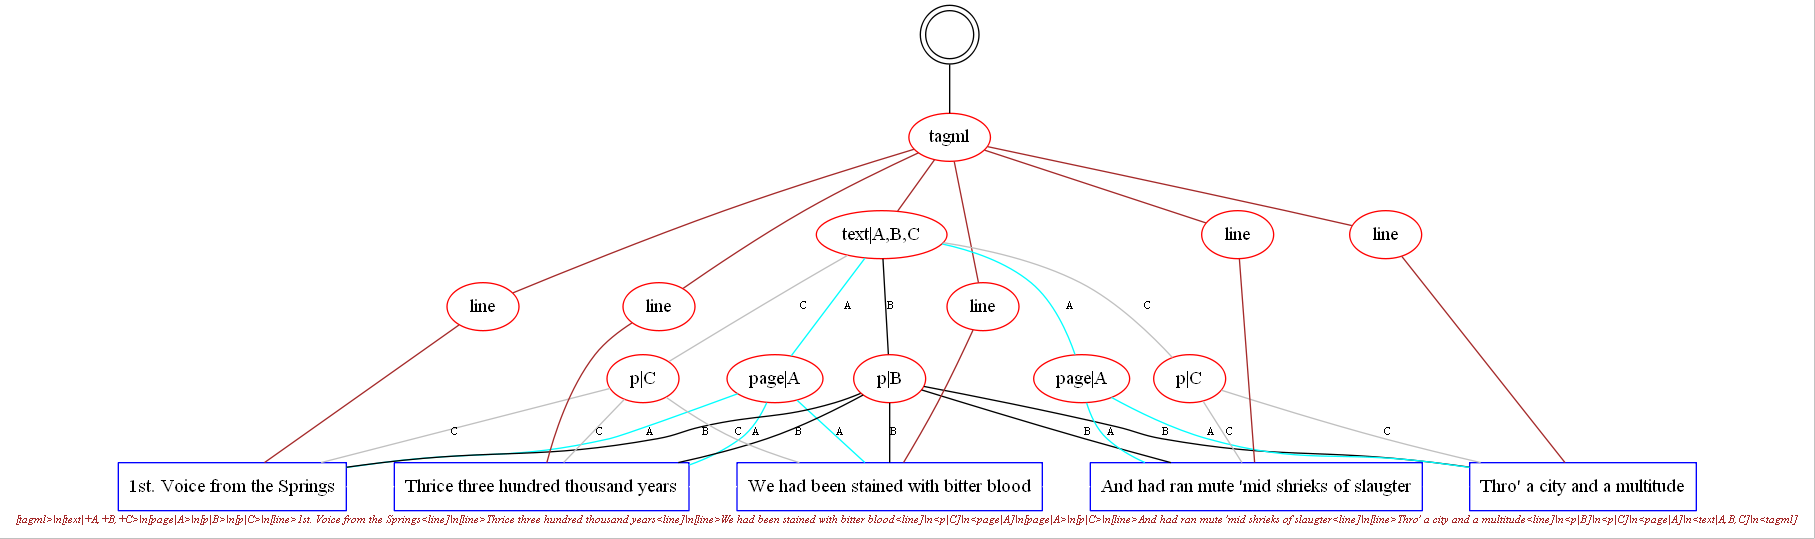 tagml
text|A,B,C
line
line
line
line
line
C
A
B
A
C
p|C
page|A
p|B
page|A
p|C
C
C
A
B
C
A
B
A
B
B
A
B
A
C
C
1st. Voice from the Springs
Thrice three hundred thousand years
We had been stained with bitter blood
And had ran mute 'mid shrieks of slaugter
Thro' a city and a multitude
[tagml>\n[text|+A,+B,+C>\n[page|A>\n[p|B>\n[p|C>\n[line>1st. Voice from the Springs<line]\n[line>Thrice three hundred thousand years<line]\n[line>We had been stained with bitter blood<line]\n<p|C]\n<page|A]\n[page|A>\n[p|C>\n[line>And had ran mute 'mid shrieks of slaugter<line]\n[line>Thro' a city and a multitude<line]\n<p|B]\n<p|C]\n<page|A]\n<text|A,B,C]\n<tagml]